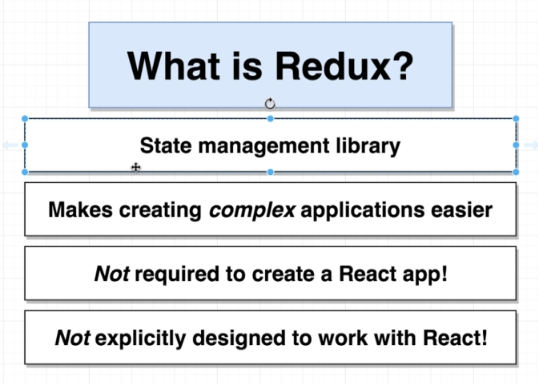 What is Redux?
State management library
Makes creating complex applications easier
Not required to create a React app!
Not explicitly designed to work with React!